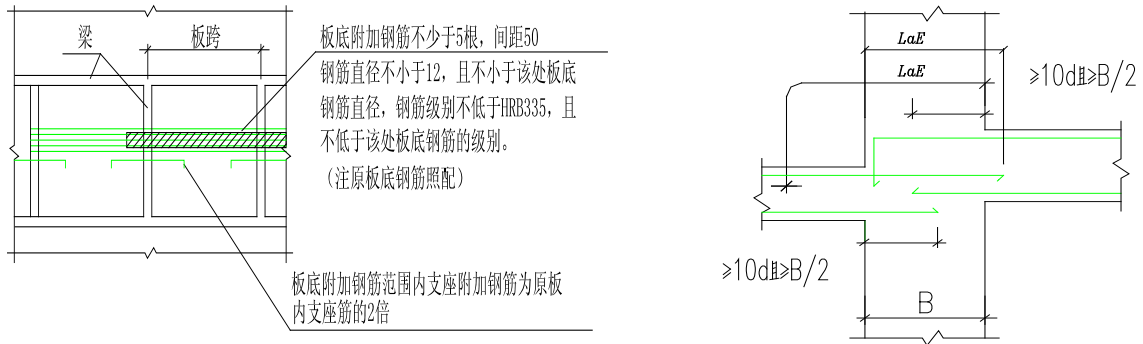 梁
板跨
板底附加钢筋不少于5根，间距50
钢筋直径不小于12，且不小于该处板底
钢筋直径，钢筋级别不低于HRB335，且
不低于该处板底钢筋的级别。
（注原板底钢筋照配）
板底附加钢筋范围内支座附加钢筋为原板
内支座筋的2倍
LaE
LaE
≥10d且≥B/2
≥10d且≥B/2
B